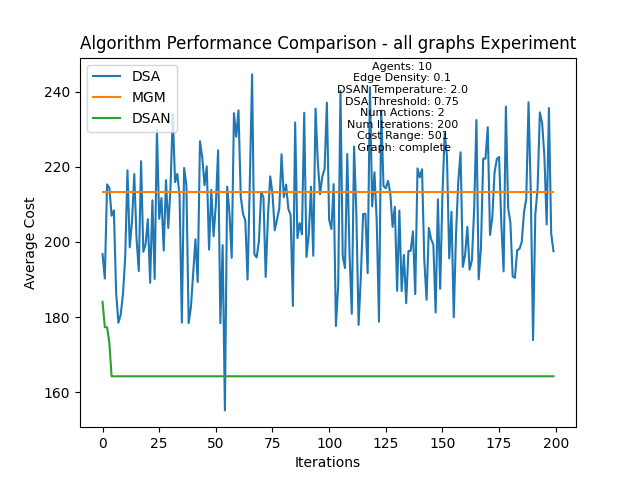 Algorithm Performance Comparison - all graphs Experiment
DSA
MGM
DSAN
Agents: 10
Edge Density: 0.1
DSAN Temperature: 2.0
DSA Threshold: 0.75
Num Actions: 2
Num Iterations: 200
Cost Range: 501
Graph: complete
Average Cost
240
220
200
180
160
0 25 50 75 100 125 150 175 200
Iterations